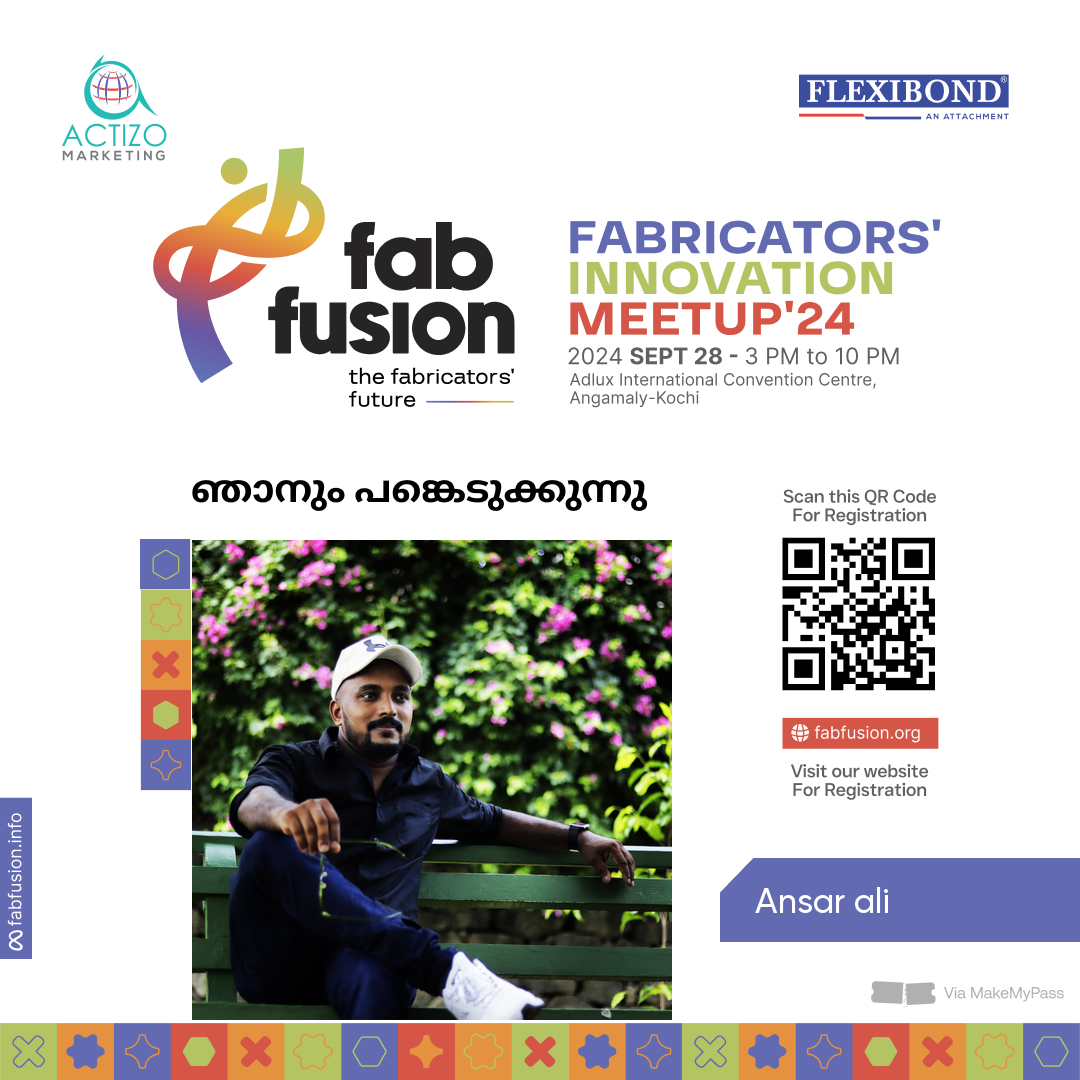 ACTIZO
MARKETING
FLEXIBOND®
AN ATTACHMENT
fab
fusion
the fabricators'
future
FABRICATORS'
INNOVATION
MEETUP'24
2024 SEPT 28 - 3 PM to 10 PM
Adlux International Convention Centre,
Angamaly-Kochi
ഞാനും പങ്കെടുക്കുന്നു
Scan this QR Code
For Registration
fabfusion.org
Visit our website
For Registration
fabfusion.info
Ansar ali
Via MakeMyPass